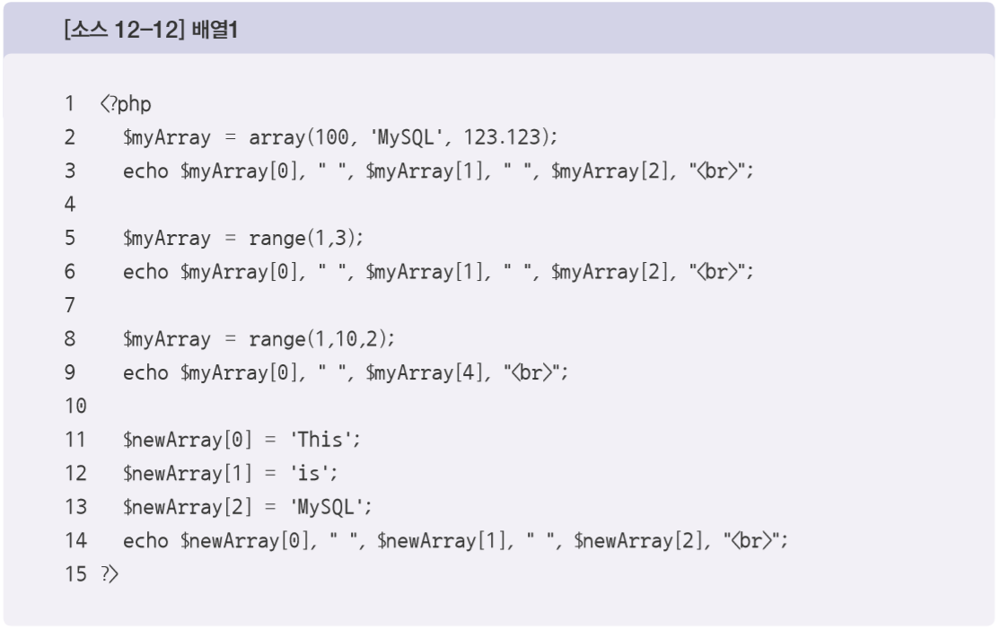 [소스 12-12] 배열1
1 <?php
2 $myArray = array(100, 'MySQL', 123.123);
3 echo $myArray[0], " ", $myArray[1], " ", $myArray[2], "<br>";
4
5 $myArray = range(1,3);
6 echo $myArray[0], " ", $myArray[1], " ", $myArray[2], "<br>";
7
8 $myArray = range(1,10,2);
9 echo $myArray[0], " ", $myArray[4], "<br>";
10
11 $newArray[0] = 'This';
12 $newArray[1] = 'is';
13 $newArray[2] = 'MySQL';
14 echo $newArray[0], " ", $newArray[1], " ", $newArray[2], "<br>";
15 ?>